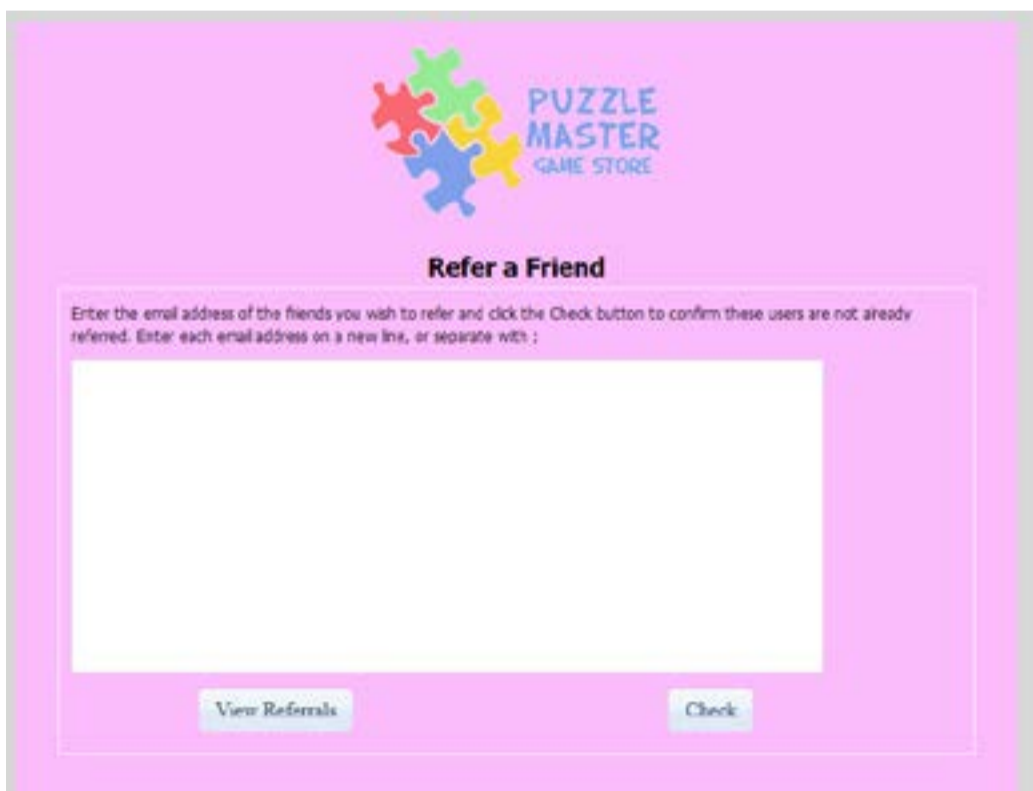 PUZZLE
MASTER
GAME STORE
Refer a Friend
Enter the email address of the friends you wish to refer and click the Check button to confirm these users are not already
referred. Enter each email address on a new line, or separate with ;
View Referrals
Check